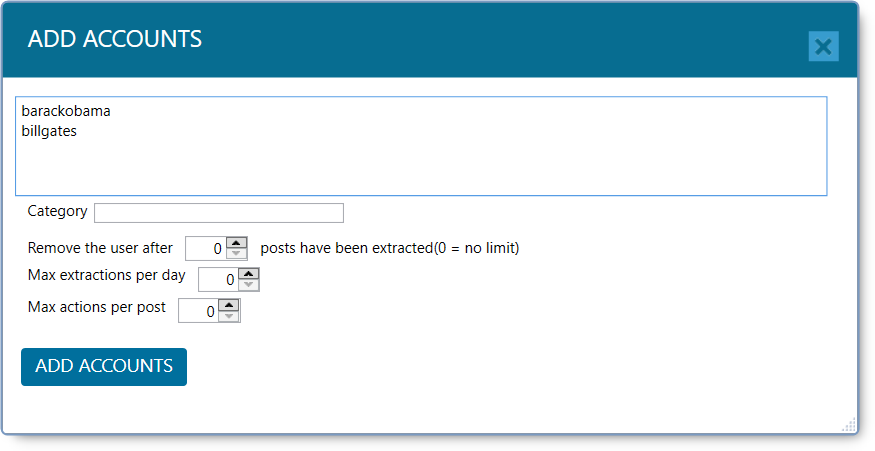 ADD ACCOUNTS
barackobama
billgates
Category
Remove the user after 0 posts have been extracted(0 = no limit)
Max extractions per day 0
Max actions per post 0
ADD ACCOUNTS